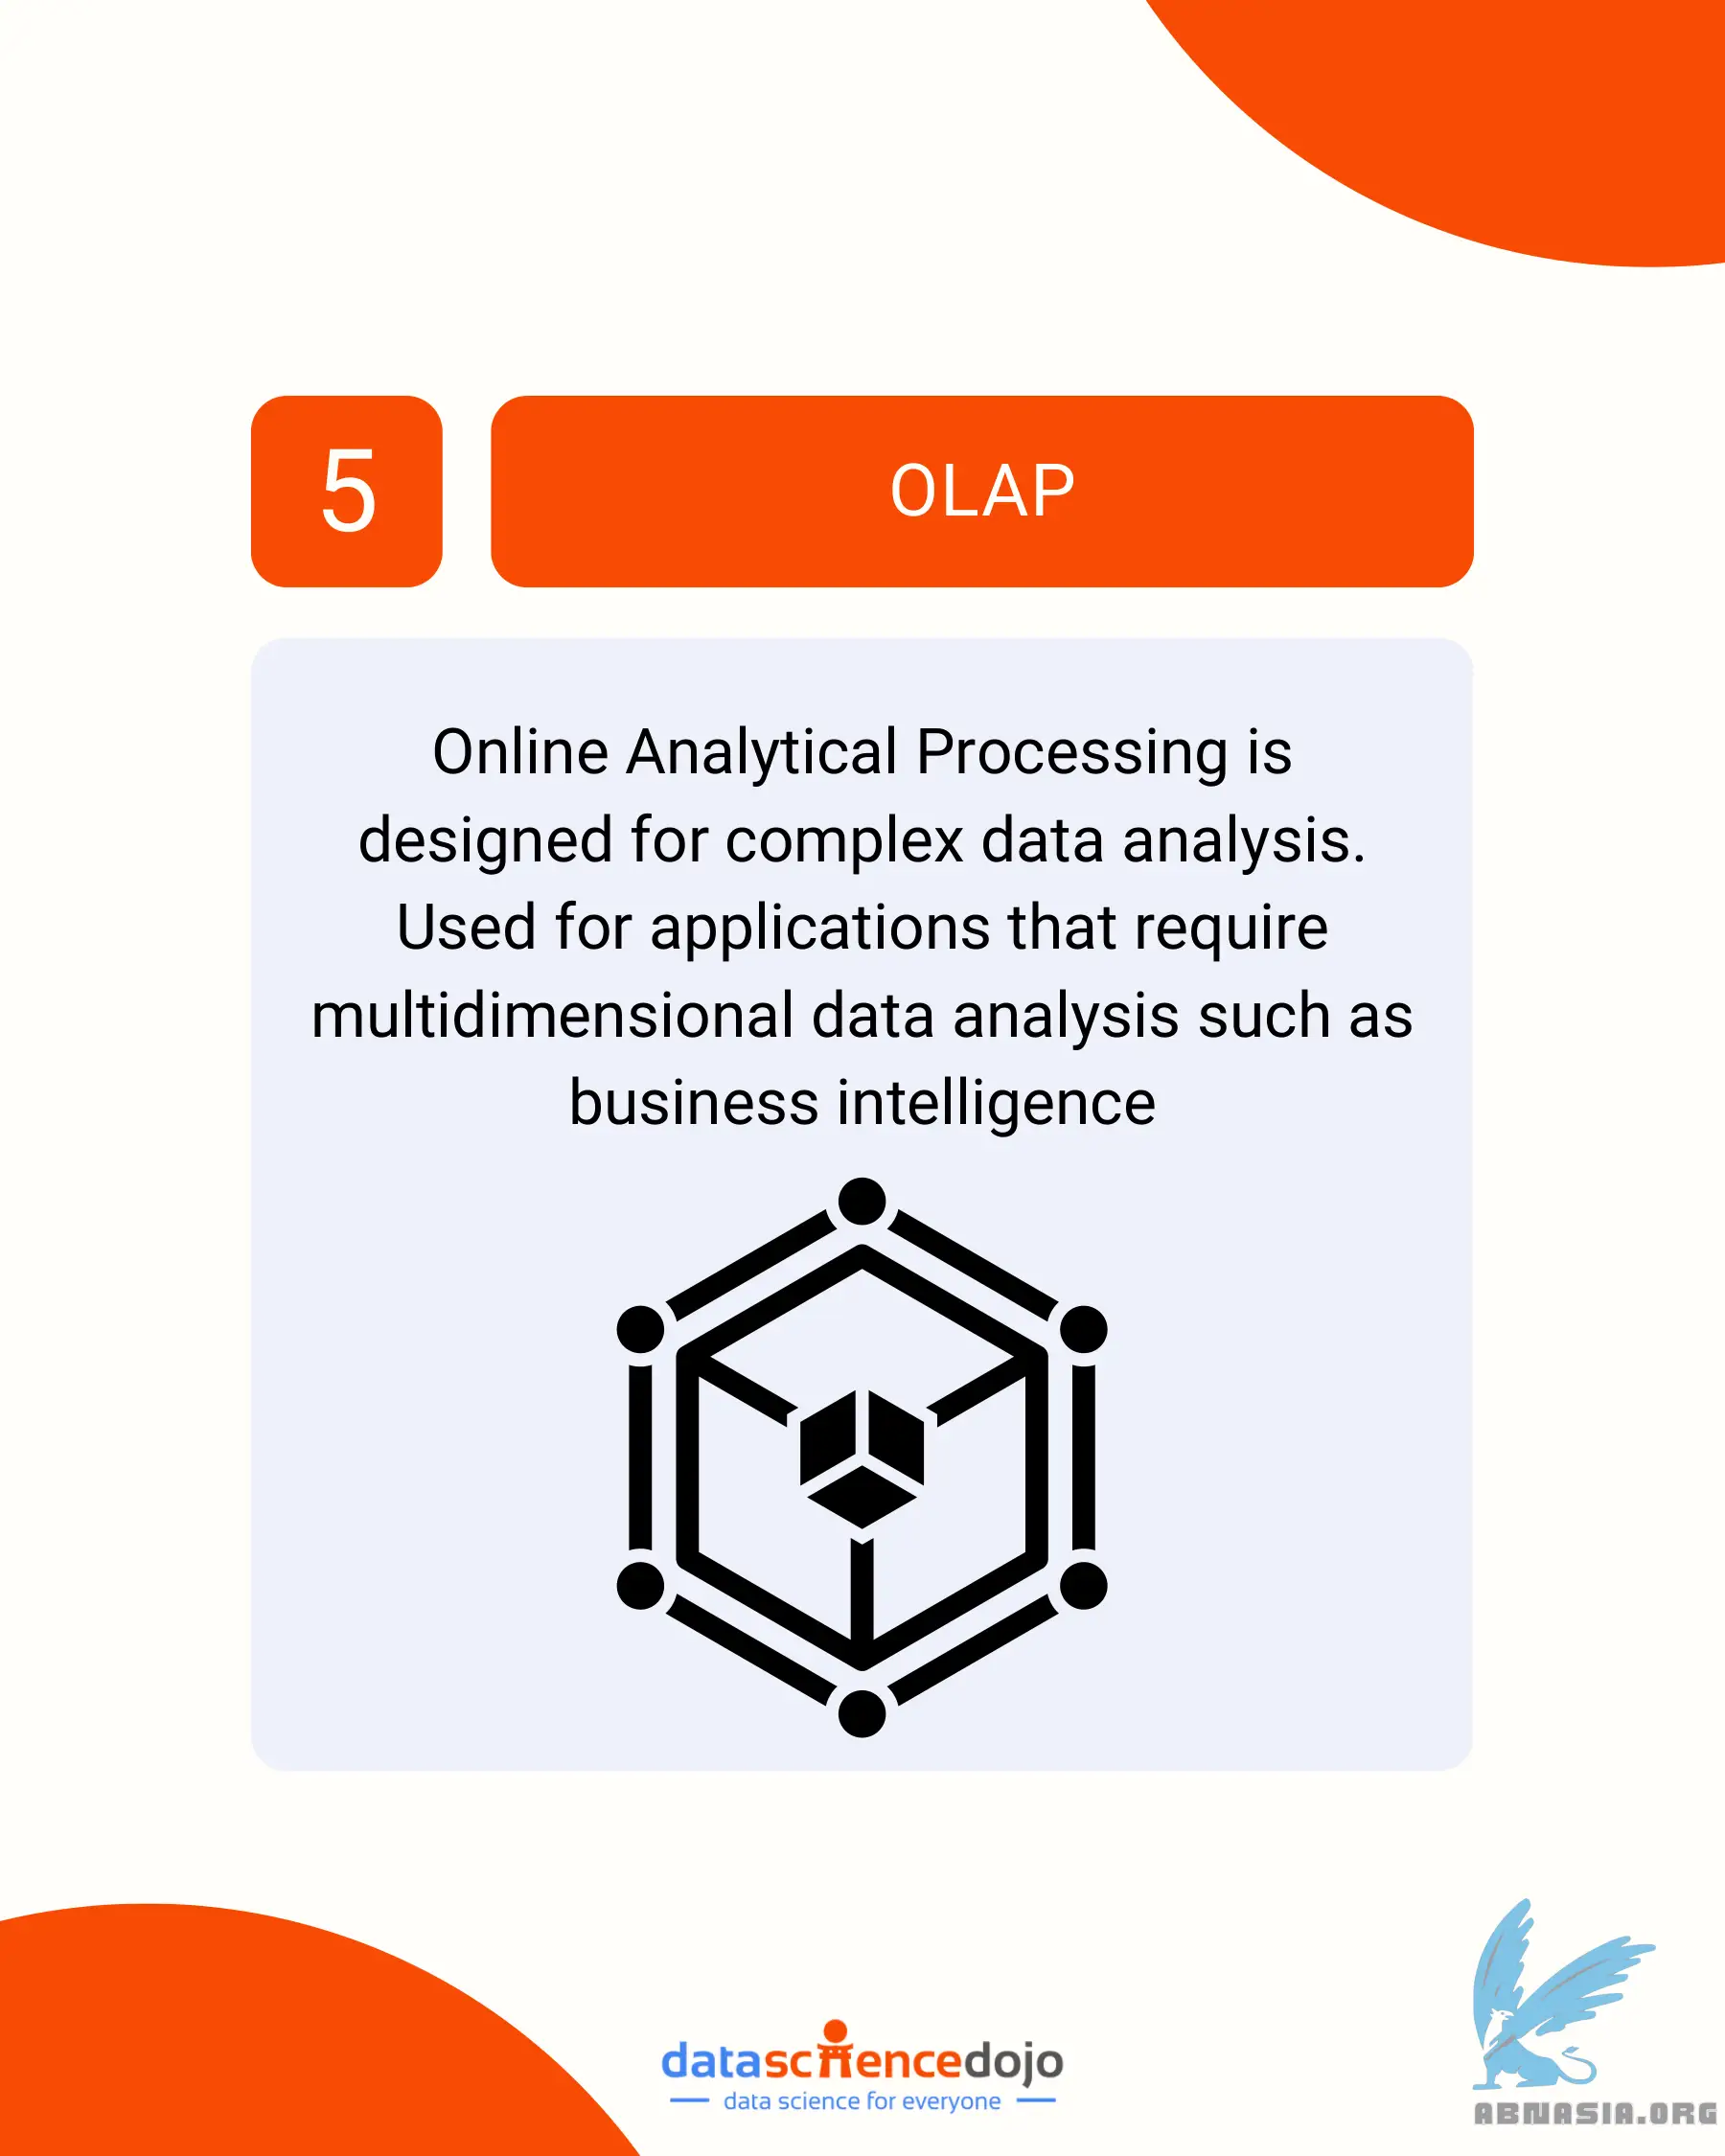 5
OLAP
Online Analytical Processing is
designed for complex data analysis.
Used for applications that require
multidimensional data analysis such as
business intelligence
datasciencedojo
data science for everyone
ABNASIA.ORG